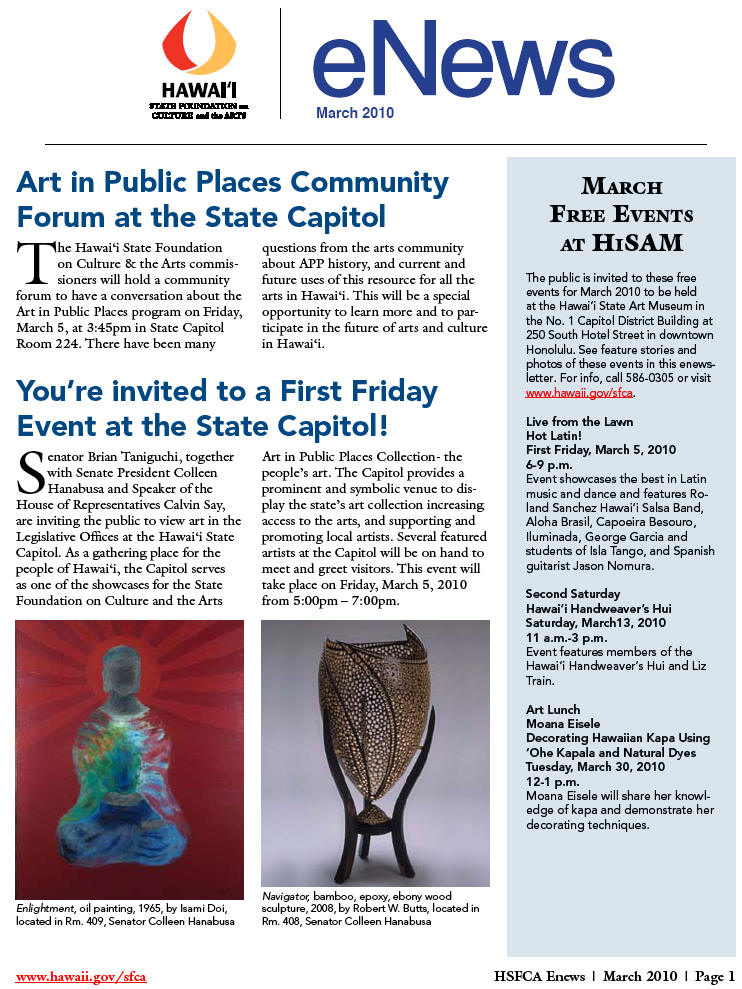 HAWAI‘I
STATE FOUNDATION on
CULTURE and the ARTS
eNews
March 2010
Art in Public Places Community
Forum at the State Capitol
The Hawai‘i State Foundation
on Culture & the Arts commis-
sioners will hold a community
forum to have a conversation about the
Art in Public Places program on Friday,
March 5, at 3:45pm in State Capitol
Room 224. There have been many
questions from the arts community
about APP history, and current and
future uses of this resource for all the
arts in Hawai‘i. This will be a special
opportunity to learn more and to par-
ticipate in the future of arts and culture
in Hawai‘i.
You’re invited to a First Friday
Event at the State Capitol!
Senator Brian Taniguchi, together
with Senate President Colleen
Hanabusa and Speaker of the
House of Representatives Calvin Say,
are inviting the public to view art in the
Legislative Offices at the Hawai‘i State
Capitol. As a gathering place for the
people of Hawai‘i, the Capitol serves
as one of the showcases for the State
Foundation on Culture and the Arts
Art in Public Places Collection- the
people’s art. The Capitol provides a
prominent and symbolic venue to dis-
play the state’s art collection increasing
access to the arts, and supporting and
promoting local artists. Several featured
artists at the Capitol will be on hand to
meet and greet visitors. This event will
take place on Friday, March 5, 2010
from 5:00pm – 7:00pm.
Enlightment, oil painting, 1965, by Isami Doi,
located in Rm. 409, Senator Colleen Hanabusa
Navigator, bamboo, epoxy, ebony wood
sculpture, 2008, by Robert W. Butts, located in
Rm. 408, Senator Colleen Hanabusa
March
Free Events
at HiSAM
The public is invited to these free
events for March 2010 to be held
at the Hawai’i State Art Museum in
the No. 1 Capitol District Building at
250 South Hotel Street in downtown
Honolulu. See feature stories and
photos of these events in this enews-
letter. For info, call 586-0305 or visit
www.hawaii.gov/sfca.
Live from the Lawn
Hot Latin!
First Friday, March 5, 2010
6-9 p.m.
Event showcases the best in Latin
music and dance and features Ro-
land Sanchez Hawai’i Salsa Band,
Aloha Brasil, Capoeira Besouro,
Iluminada, George Garcia and
students of Isla Tango, and Spanish
guitarist Jason Nomura.
Second Saturday
Hawai’i Handweaver’s Hui
Saturday, March13, 2010
11 a.m.-3 p.m.
Event features members of the
Hawai’i Handweaver’s Hui and Liz
Train.
Art Lunch
Moana Eisele
Decorating Hawaiian Kapa Using
’Ohe Kapala and Natural Dyes
Tuesday, March 30, 2010
12-1 p.m.
Moana Eisele will share her knowl-
edge of kapa and demonstrate her
decorating techniques.
www.hawaii.gov/sfca
HSFCA Enews | March 2010 | Page 1